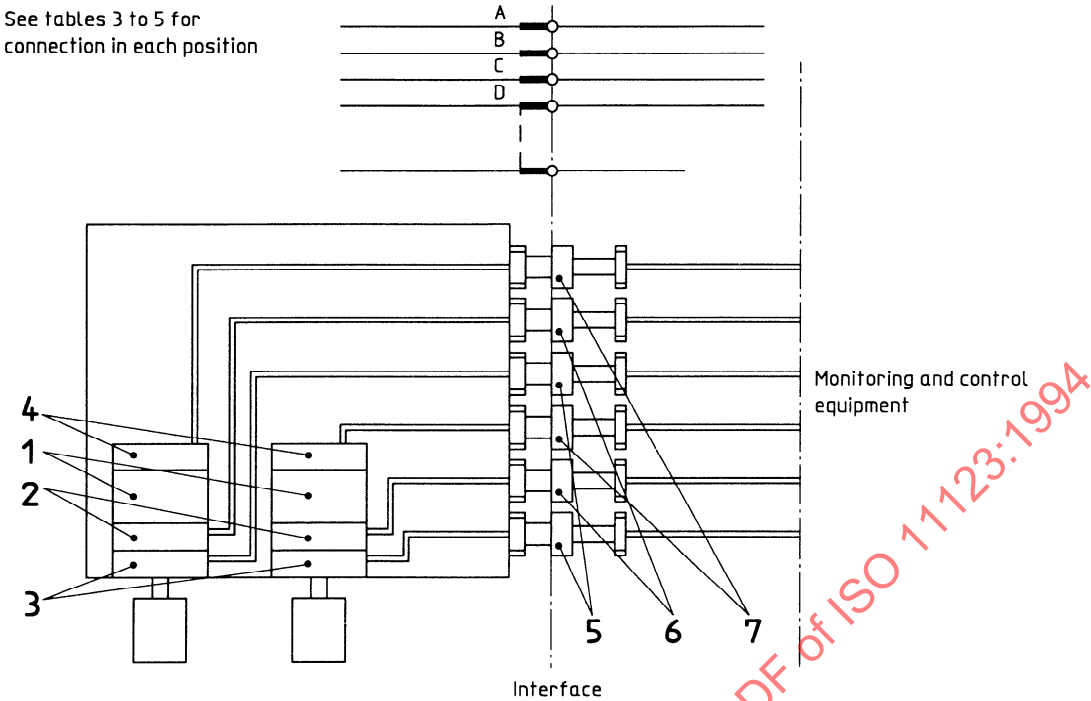 See tables 3 to 5 for
connection in each position
A
B
C
D
4
1
2
3
Monitoring and control
equipment
5
6
7
Interface
DF of ISO 11123:1994